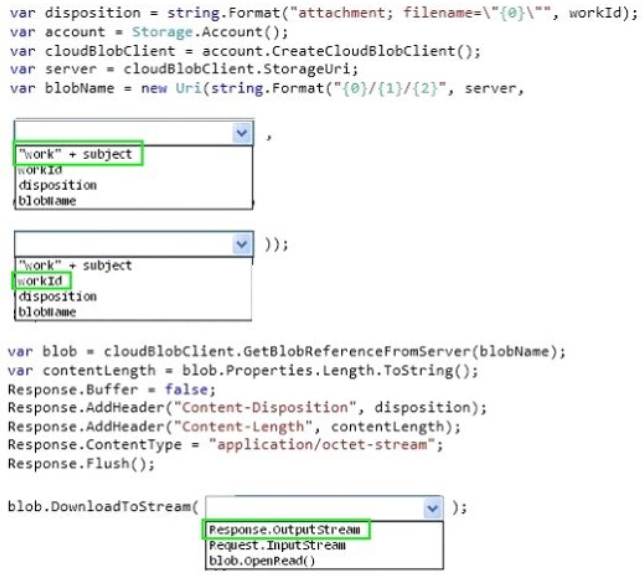 var disposition = string.Format("attachment; filename=\"{0}\"", workId);
var account = Storage.Account();
var cloudBlobClient = account.CreateCloudBlobClient();
var server = cloudBlobClient.StorageUri;
var blobName = new Uri(string.Format("{0}/{1}/{2}", server,
,
"work" + subject
workId
disposition
blobName
));
"work" + subject
workId
disposition
blobName
var blob = cloudBlobClient.GetBlobReferenceFromServer(blobName);
var contentLength = blob.Properties.Length.ToString();
Response.Buffer = false;
Response.AddHeader("Content-Disposition", disposition);
Response.AddHeader("Content-Length", contentLength);
Response.ContentType = "application/octet-stream";
Response.Flush();
blob.DownloadToStream( );
Response.OutputStream
Request.InputStream
blob.OpenRead()